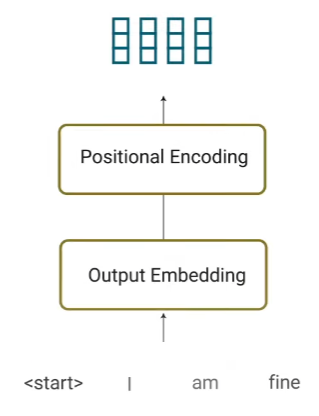 Positional Encoding
Output Embedding
<start> I am fine